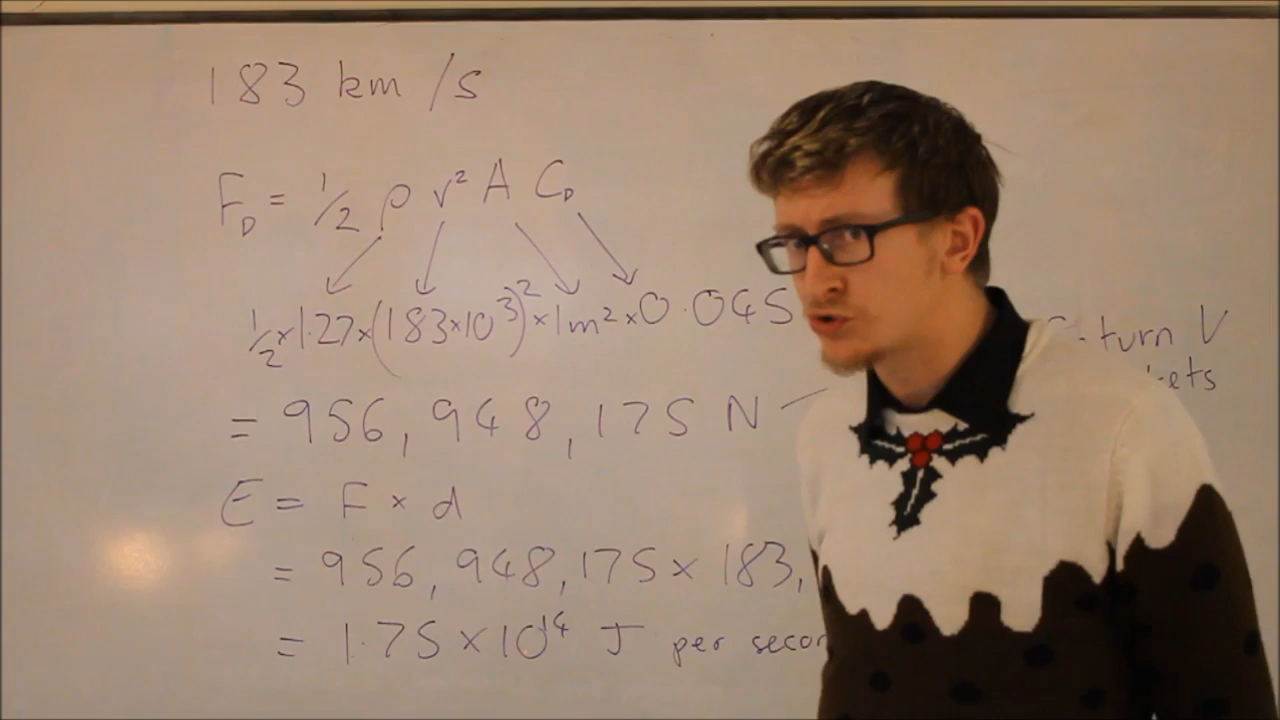 183 km/s
F_D = ½ ρ v² A C_D
½ × 1.27 × (183×10³)² × 1m² × 0.045
turn V
= 956, 948, 175 N
E = F × d
= 956, 948, 175 × 183,
= 1.75 × 10¹⁴ J per secon